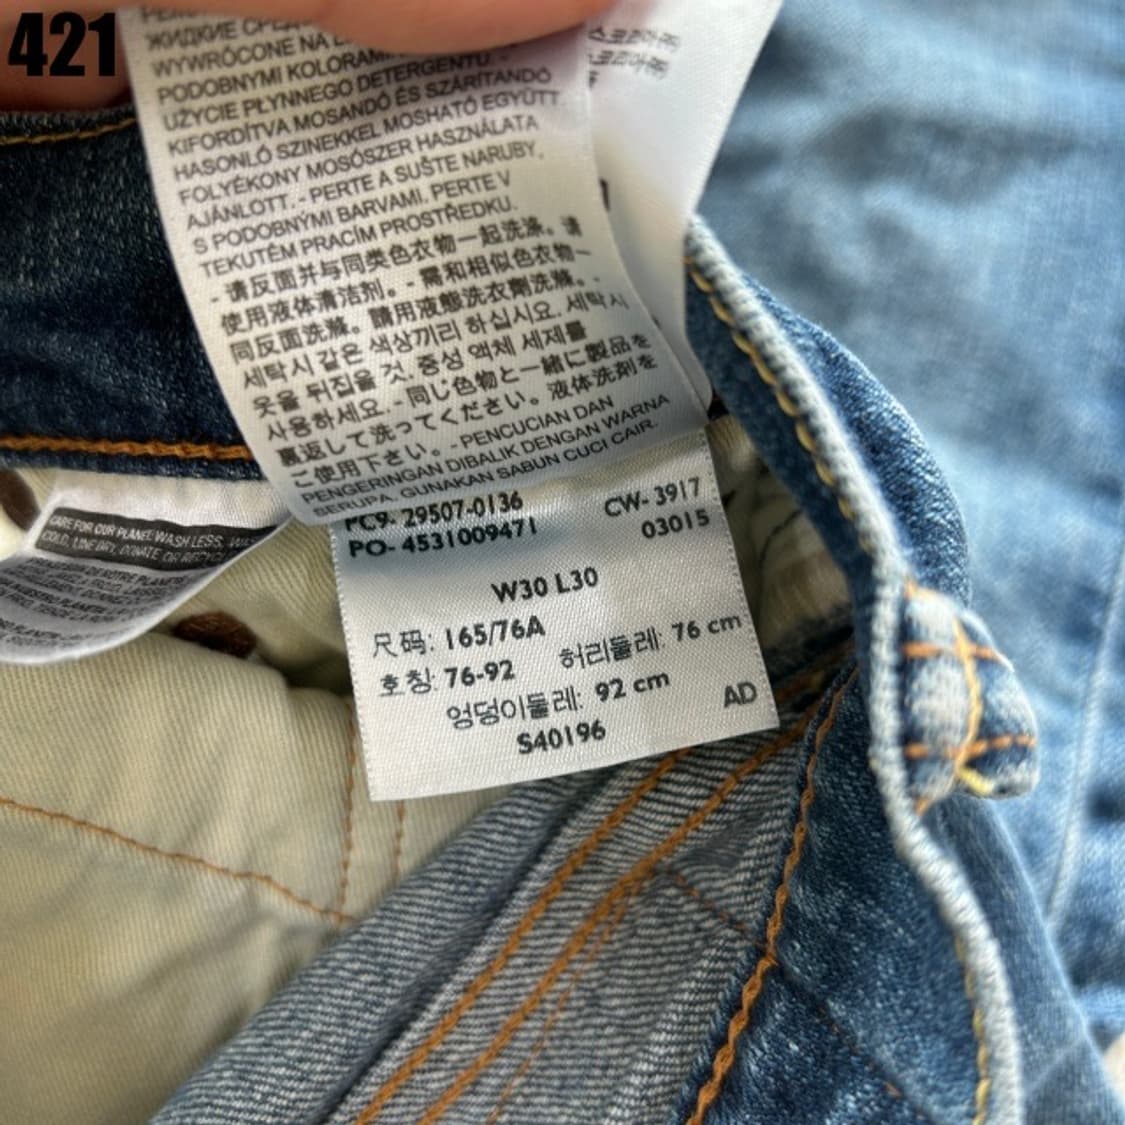 421
ЖИДКИЕ
WYWRÓCONE NA
PODOBNYMI KOLORAMI
UŻYCIE PŁYNNEGO DETERGENTU -
KIFORDÍTVA MOSANDÓ ÉS SZÁRÍTANDÓ
HASONLÓ SZINEKKEL MOSHATÓ EGYÜTT.
FOLYÉKONY MOSÓSZER HASZNÁLATA
AJÁNLOTT. - PERTE A SUŠTE NARUBY.
S PODOBNÝMI BARVAMI. PERTE V
TEKUTÉM PRACÍM PROSTŘEDKU.
- 请反面并与同类色衣物一起洗涤。请
使用液体清洁剂。- 需和相似色衣物一
同反面洗滌。請用液態洗衣劑洗滌。-
세탁시 같은 색상끼리 하십시요. 세탁시
옷을 뒤집을 것. 중성 액체 세제를
사용하세요. - 同じ色物と一緒に製品を
裏返して洗ってください。液体洗剤を
ご使用下さい。- PENCUCIAN DAN
PENGERINGAN DIBALIK DENGAN WARNA
SERUPA. GUNAKAN SABUN CUCI CAIR.
CARE FOR OUR PLANET: WASH LESS,
COLD, LINE DRY, DONATE OR RECYCLE
PC9- 29507-0136 CW- 3917
PO- 4531009471 03015
W30 L30
尺码: 165/76A
호칭: 76-92 허리둘레: 76 cm
엉덩이둘레: 92 cm AD
S40196